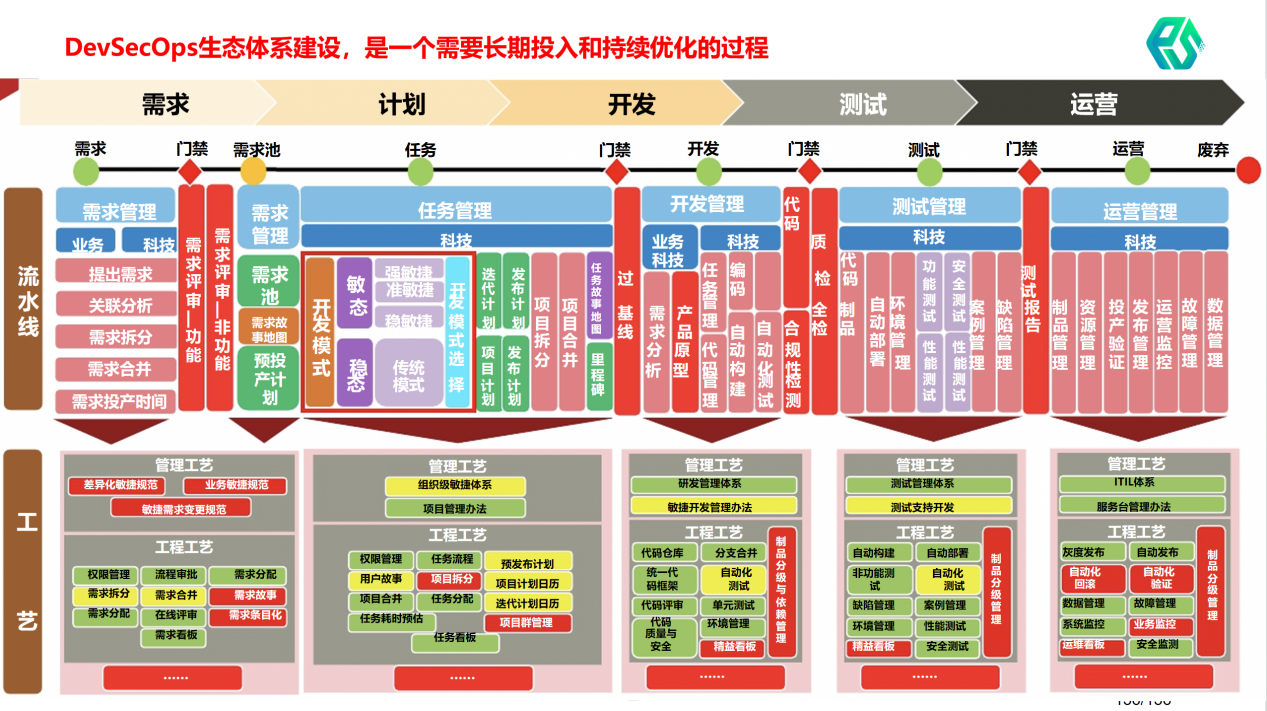 DevSecOps生态体系建设，是一个需要长期投入和持续优化的过程
需求
计划
开发
测试
运营
需求
门禁
需求池
任务
门禁
开发
门禁
测试
门禁
运营
废弃
流水线
需求管理
业务
科技
提出需求
关联分析
需求拆分
需求合并
需求投产时间
需求评审—功能
需求评审—非功能
需求管理
需求池
需求故事地图
预投产计划
任务管理
科技
开发模式
敏态
稳态
强敏捷
准敏捷
稳敏捷
传统模式
开发模式选择
迭代计划
项目计划
发布计划
发布计划
项目拆分
项目合并
任务故事地图
里程碑
过基线
开发管理
业务科技
科技
需求分析
产品原型
任务管理
代码管理
编码
自动构建
自动化测试
代码
合规性检测
质检全检
测试管理
科技
代码制品
自动部署
环境管理
功能测试
性能测试
安全测试
性能测试
案例管理
缺陷管理
测试报告
运营管理
科技
制品管理
资源管理
投产验证
发布管理
运营监控
故障管理
数据管理
工艺
管理工艺
差异化敏捷规范
业务敏捷规范
敏捷需求变更规范
工程工艺
权限管理
流程审批
需求分配
需求拆分
需求合并
需求故事
需求分配
在线评审
需求条目化
需求看板
······
管理工艺
组织级敏捷体系
项目管理办法
工程工艺
权限管理
任务流程
预发布计划
用户故事
项目拆分
项目计划日历
项目合并
任务分配
迭代计划日历
任务耗时预估
项目群管理
任务看板
······
管理工艺
研发管理体系
敏捷开发管理办法
工程工艺
代码仓库
分支合并
统一代码框架
自动化测试
代码评审
单元测试
代码质量与安全
环境管理
精益看板
制品分级与依赖管理
······
管理工艺
测试管理体系
测试支持开发
工程工艺
自动构建
自动部署
非功能测试
自动化测试
缺陷管理
案例管理
环境管理
性能测试
精益看板
安全测试
制品分级管理
······
管理工艺
ITIL体系
服务台管理办法
工程工艺
灰度发布
自动发布
自动化回滚
自动化验证
数据管理
故障管理
系统监控
业务监控
运维看板
安全监测
制品分级管理
······